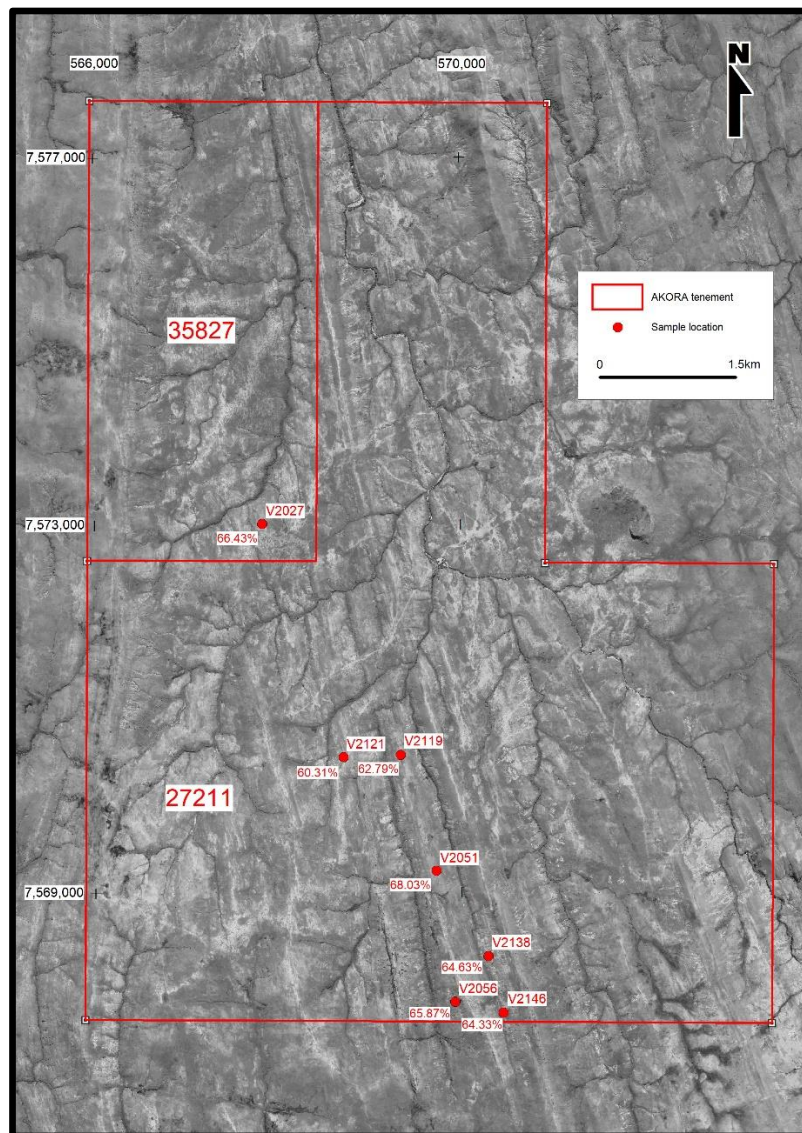 566,000
570,000
N
7,577,000
AKORA tenement
Sample location
0
1.5km
35827
V2027
7,573,000
66.43%
V2121
V2119
60.31%
62.79%
27211
V2051
68.03%
7,569,000
V2138
64.63%
V2056
V2146
65.87%
64.33%